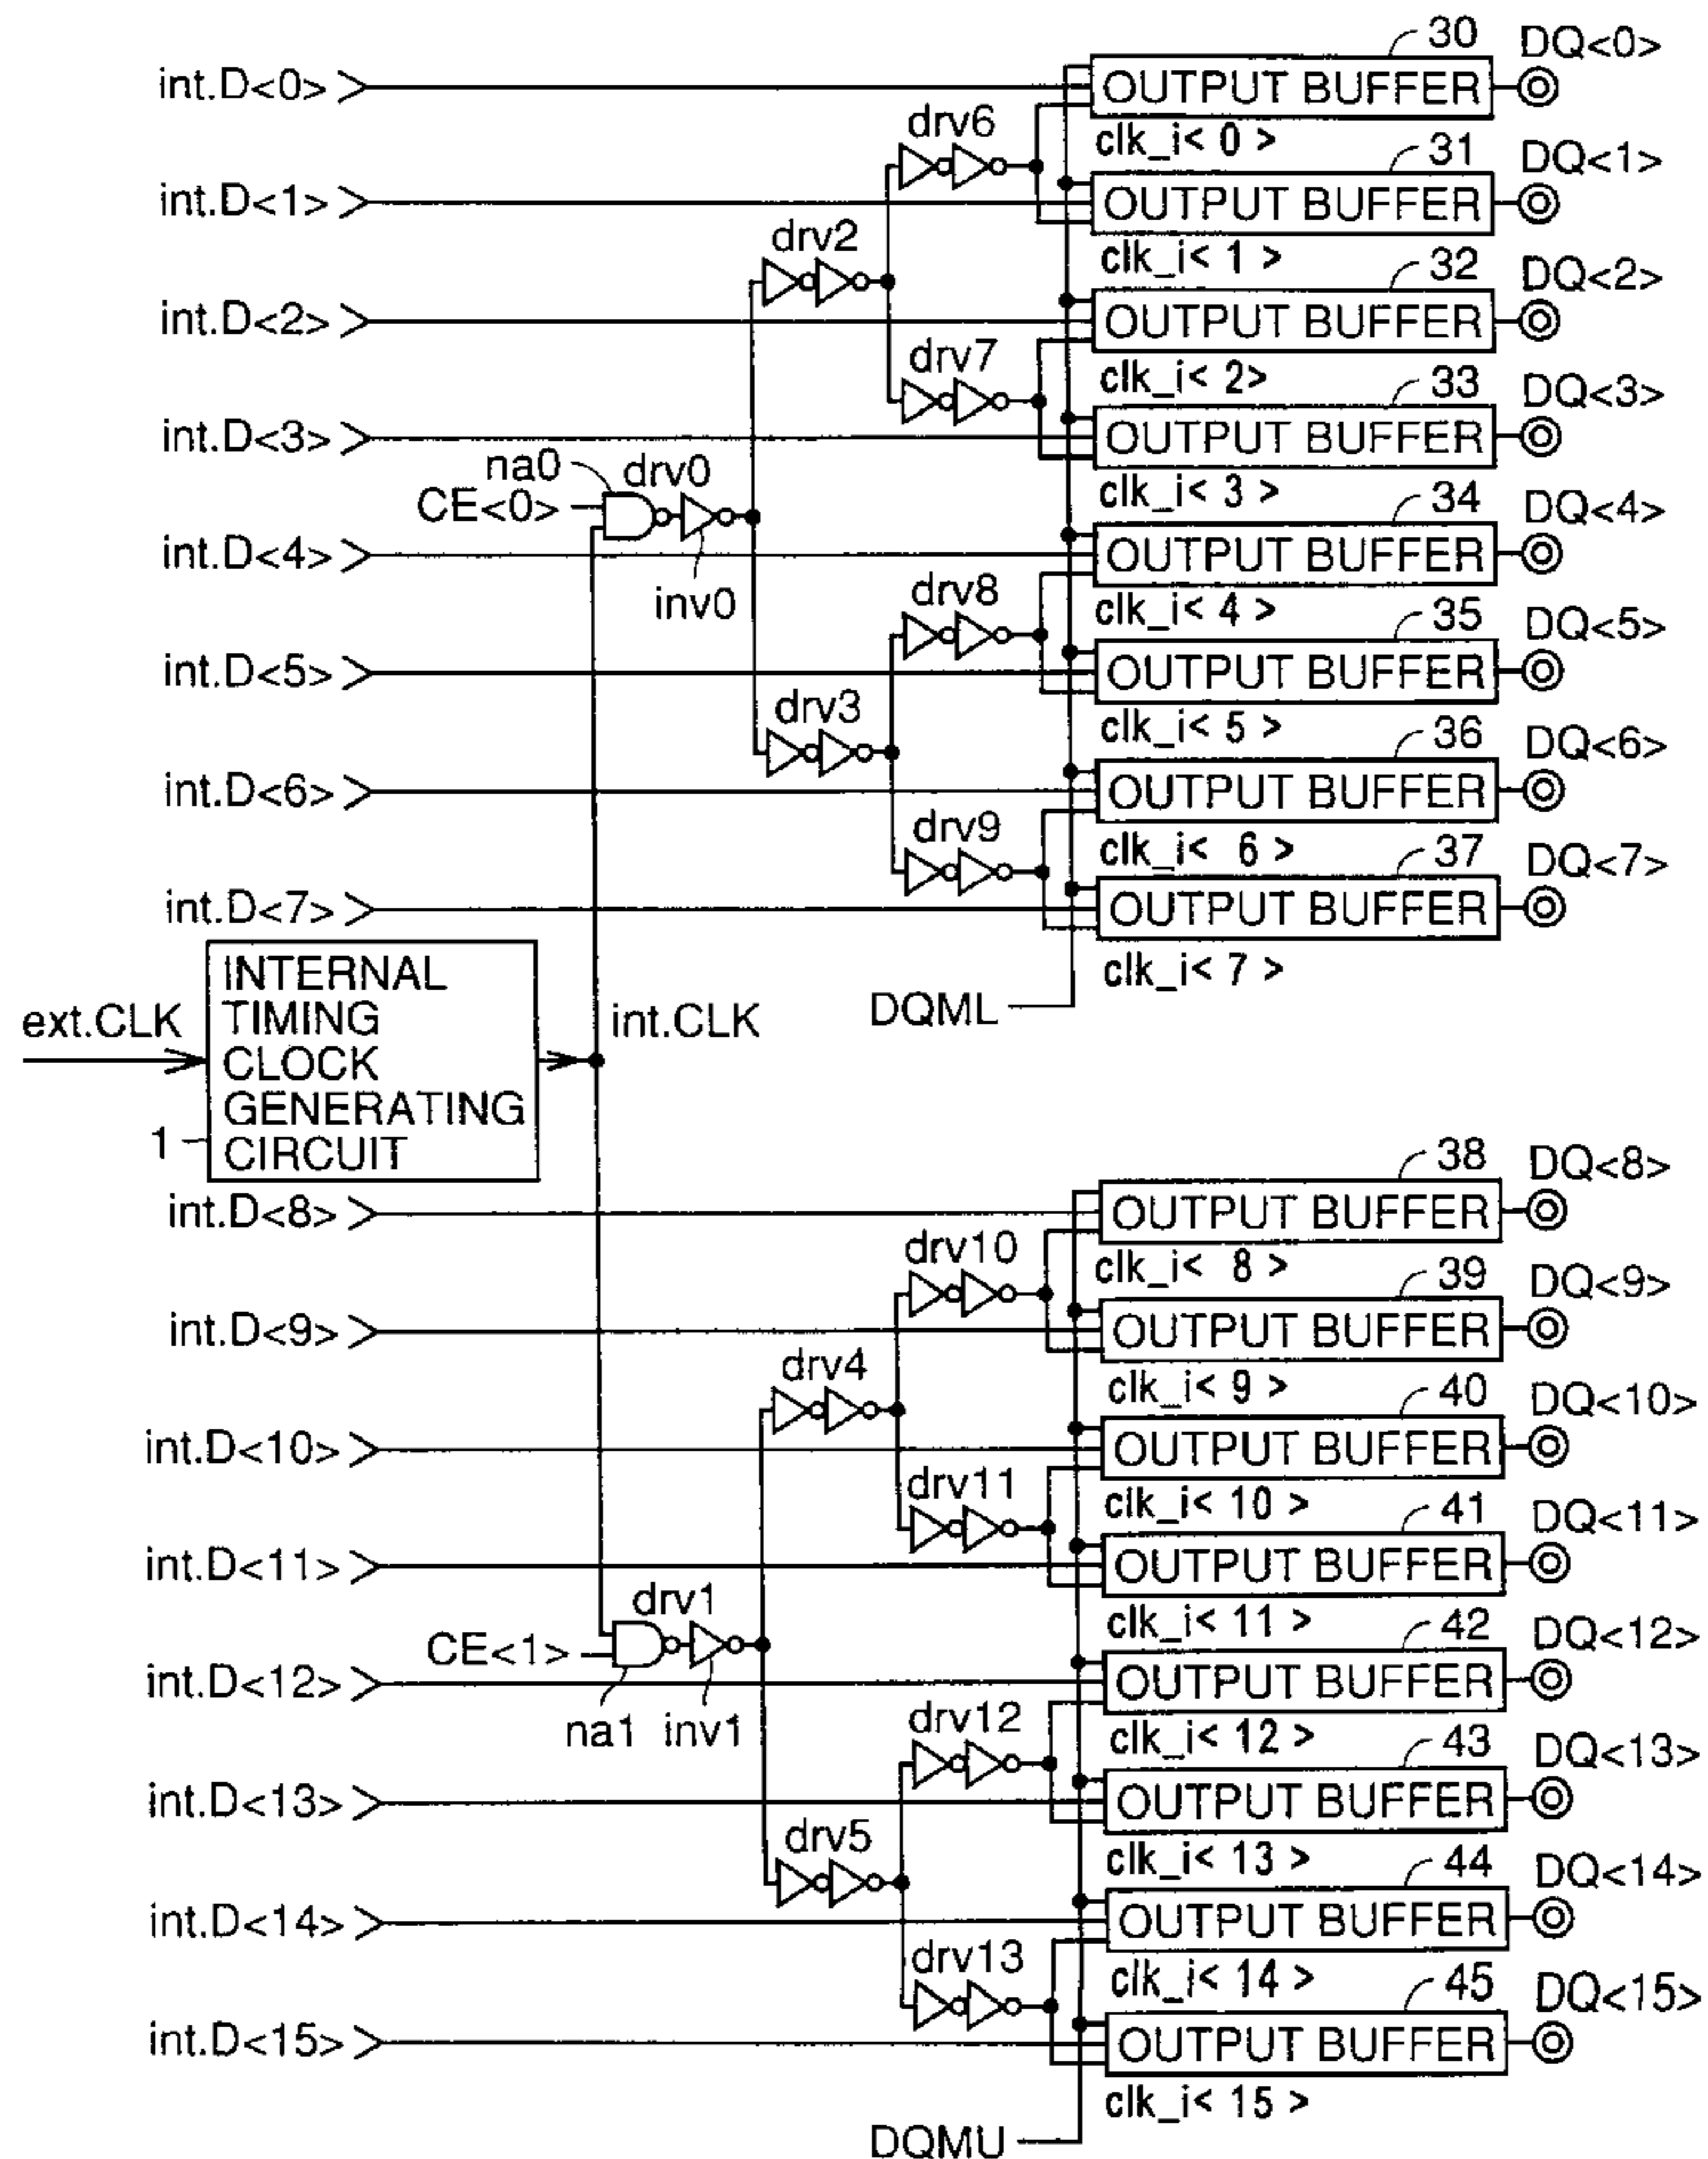 30 DQ<0>
int.D<0> OUTPUT BUFFER
drv6 clk_i< 0 >
31 DQ<1>
int.D<1> OUTPUT BUFFER
drv2 clk_i< 1 >
32 DQ<2>
int.D<2> OUTPUT BUFFER
drv7 clk_i< 2>
33 DQ<3>
int.D<3> OUTPUT BUFFER
na0 drv0 clk_i< 3 >
CE<0> 34 DQ<4>
int.D<4> OUTPUT BUFFER
inv0 drv8 clk_i< 4 >
35 DQ<5>
int.D<5> OUTPUT BUFFER
drv3 clk_i< 5 >
36 DQ<6>
int.D<6> OUTPUT BUFFER
drv9 clk_i< 6 >
37 DQ<7>
int.D<7> OUTPUT BUFFER
clk_i< 7 >
DQML
ext.CLK
INTERNAL
TIMING
CLOCK
GENERATING
CIRCUIT
1
int.CLK
38 DQ<8>
int.D<8> OUTPUT BUFFER
drv10 clk_i< 8 >
39 DQ<9>
int.D<9> OUTPUT BUFFER
drv4 clk_i< 9 >
40 DQ<10>
int.D<10> OUTPUT BUFFER
drv11 clk_i< 10 >
41 DQ<11>
int.D<11> OUTPUT BUFFER
drv1 clk_i< 11 >
CE<1> 42 DQ<12>
int.D<12> OUTPUT BUFFER
na1 inv1 drv12 clk_i< 12 >
43 DQ<13>
int.D<13> OUTPUT BUFFER
drv5 clk_i< 13 >
44 DQ<14>
int.D<14> OUTPUT BUFFER
drv13 clk_i< 14 >
45 DQ<15>
int.D<15> OUTPUT BUFFER
clk_i< 15 >
DQMU